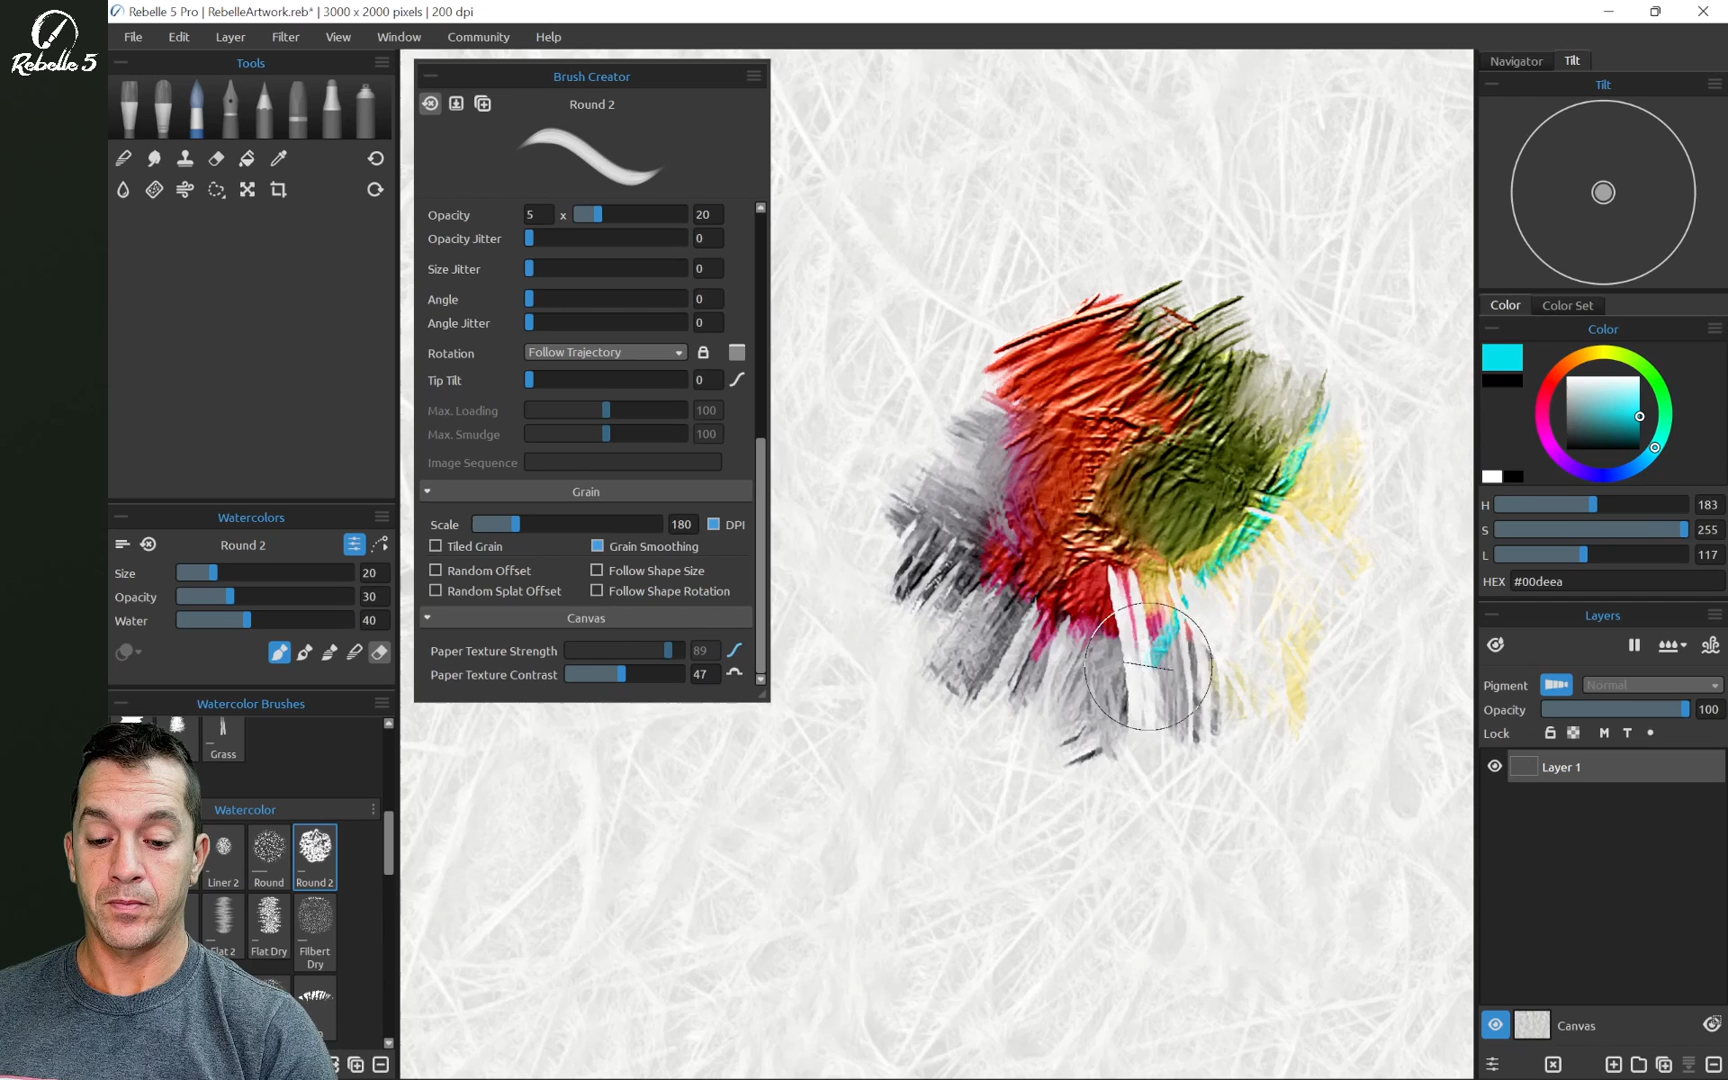 Rebelle 5 Pro | RebelleArtwork.reb* | 3000 x 2000 pixels | 200 dpi
Rebelle 5
File Edit Layer Filter View Window Community Help
Tools
Brush Creator
Round 2
Opacity 5 x 20
Opacity Jitter 0
Size Jitter 0
Angle 0
Angle Jitter 0
Rotation Follow Trajectory
Tip Tilt 0
Max. Loading 100
Max. Smudge 100
Image Sequence
Grain
Scale 180 DPI
Tiled Grain Grain Smoothing
Random Offset Follow Shape Size
Random Splat Offset Follow Shape Rotation
Canvas
Paper Texture Strength 89
Paper Texture Contrast 47
Watercolors
Round 2
Size 20
Opacity 30
Water 40
Watercolor Brushes
Grass
Watercolor
Liner 2 Round Round 2
Flat 2 Flat Dry Filbert
Dry
Navigator Tilt
Tilt
Color Color Set
Color
H 183
S 255
L 117
HEX #00deea
Layers
Pigment Normal
Opacity 100
Lock M T
Layer 1
Canvas